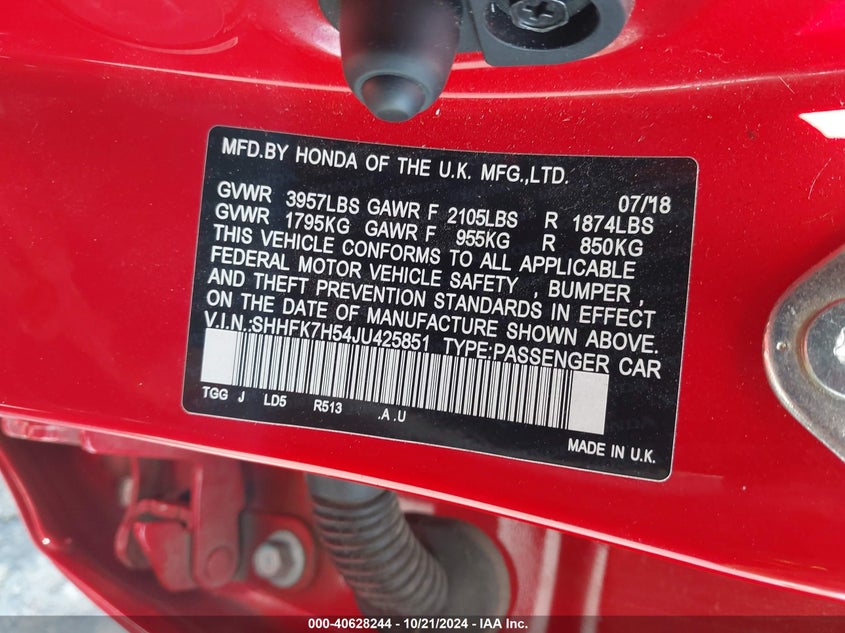 MFD.BY HONDA OF THE U.K. MFG.,LTD.
07/18
GVWR 3957LBS GAWR F 2105LBS R 1874LBS
GVWR 1795KG GAWR F 955KG R 850KG
THIS VEHICLE CONFORMS TO ALL APPLICABLE
FEDERAL MOTOR VEHICLE SAFETY , BUMPER ,
AND THEFT PREVENTION STANDARDS IN EFFECT
ON THE DATE OF MANUFACTURE SHOWN ABOVE.
V.I.N.:SHHFK7H54JU425851 TYPE:PASSENGER CAR
TGG J LD5 R513 .A .U
MADE IN U.K.
000-40628244 - 10/21/2024 - IAA Inc.